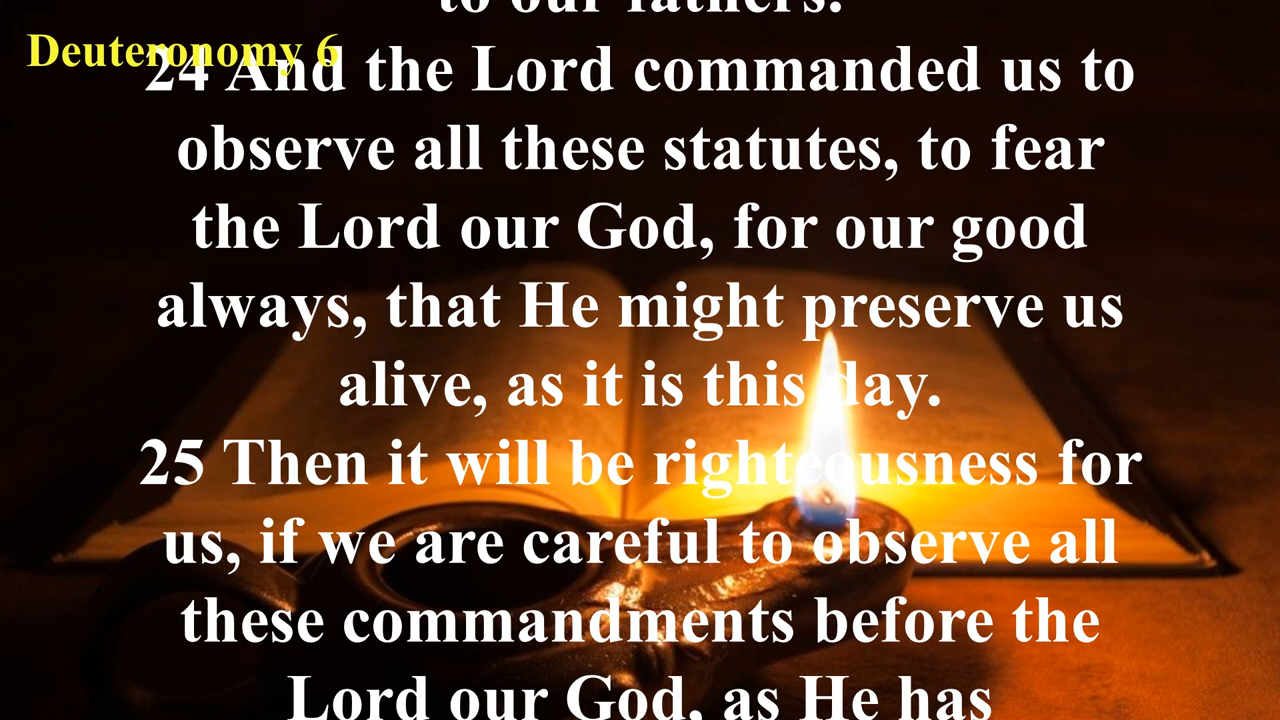 to our fathers.
Deuteronomy 6
24 And the Lord commanded us to
observe all these statutes, to fear
the Lord our God, for our good
always, that He might preserve us
alive, as it is this day.
25 Then it will be righteousness for
us, if we are careful to observe all
these commandments before the
Lord our God, as He has